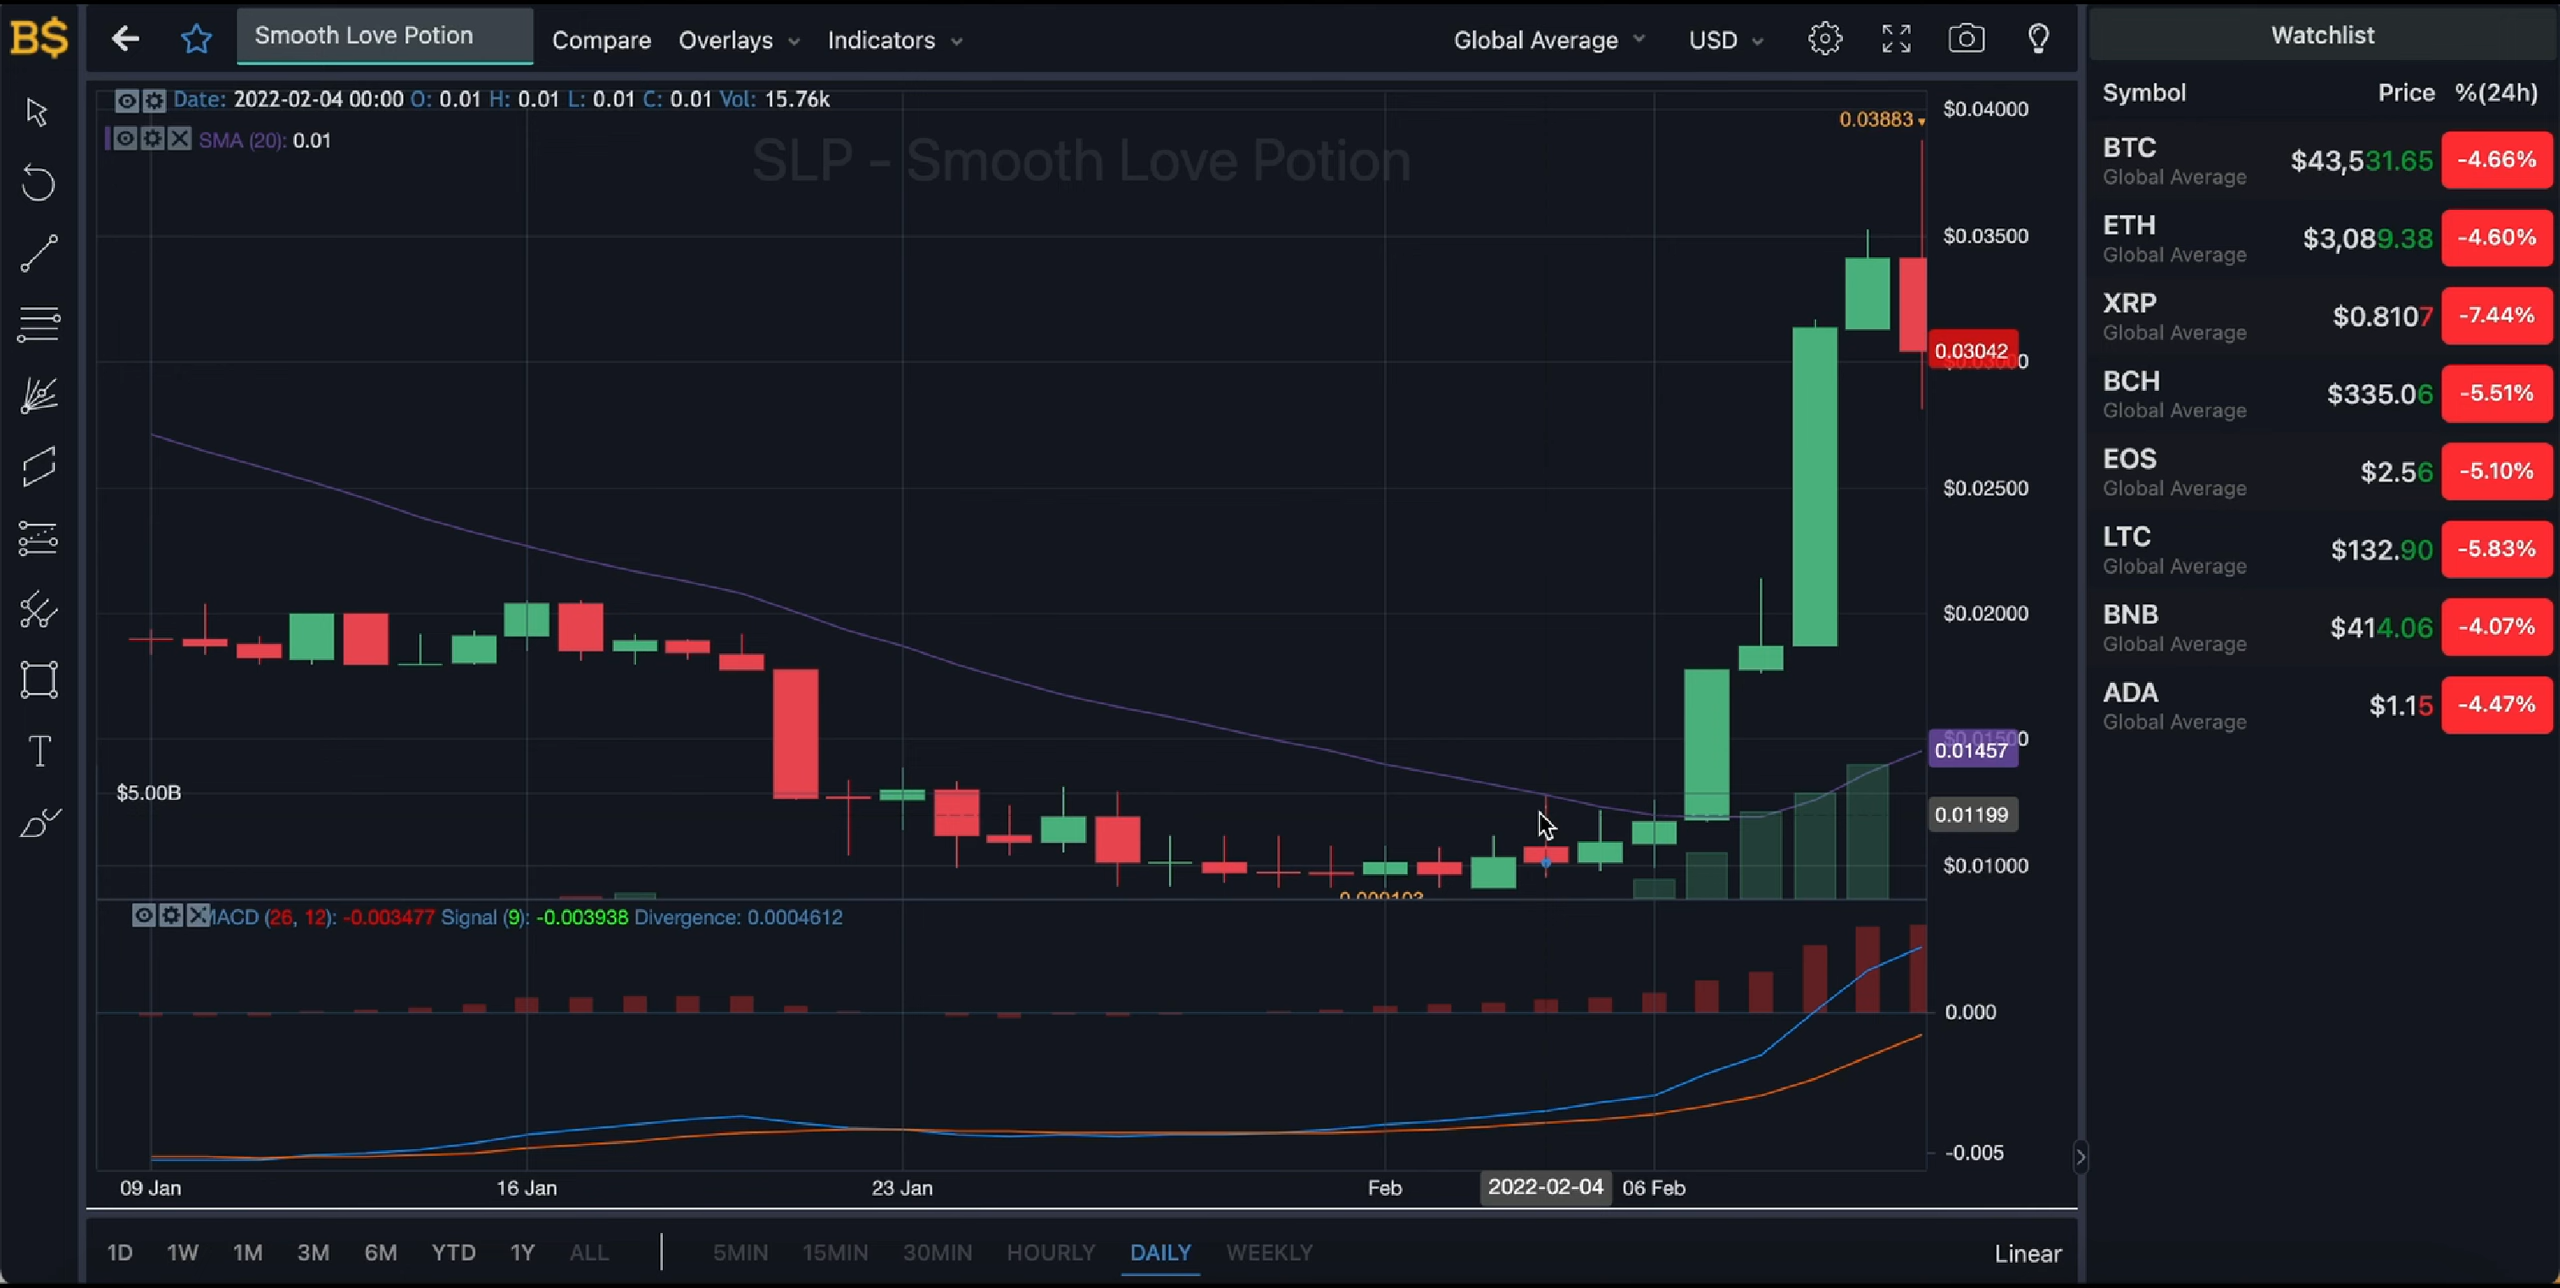 B$
Smooth Love Potion
Compare
Overlays
Indicators
Global Average
USD
Date: 2022-02-04 00:00 O: 0.01 H: 0.01 L: 0.01 C: 0.01 Vol: 15.76k
SMA (20): 0.01
SLP - Smooth Love Potion
0.03883
$0.04000
$0.03500
0.03042
$0.02500
$0.02000
0.01457
0.01199
$0.01000
$5.00B
0.009103
MACD (26, 12): -0.003477 Signal (9): -0.003938 Divergence: 0.0004612
0.000
-0.005
09 Jan
16 Jan
23 Jan
Feb
2022-02-04
06 Feb
1D 1W 1M 3M 6M YTD 1Y ALL
5MIN 15MIN 30MIN HOURLY DAILY WEEKLY
Linear
Watchlist
Symbol Price %(24h)
BTC $43,531.65 -4.66%
Global Average
ETH $3,089.38 -4.60%
Global Average
XRP $0.8107 -7.44%
Global Average
BCH $335.06 -5.51%
Global Average
EOS $2.56 -5.10%
Global Average
LTC $132.90 -5.83%
Global Average
BNB $414.06 -4.07%
Global Average
ADA $1.15 -4.47%
Global Average